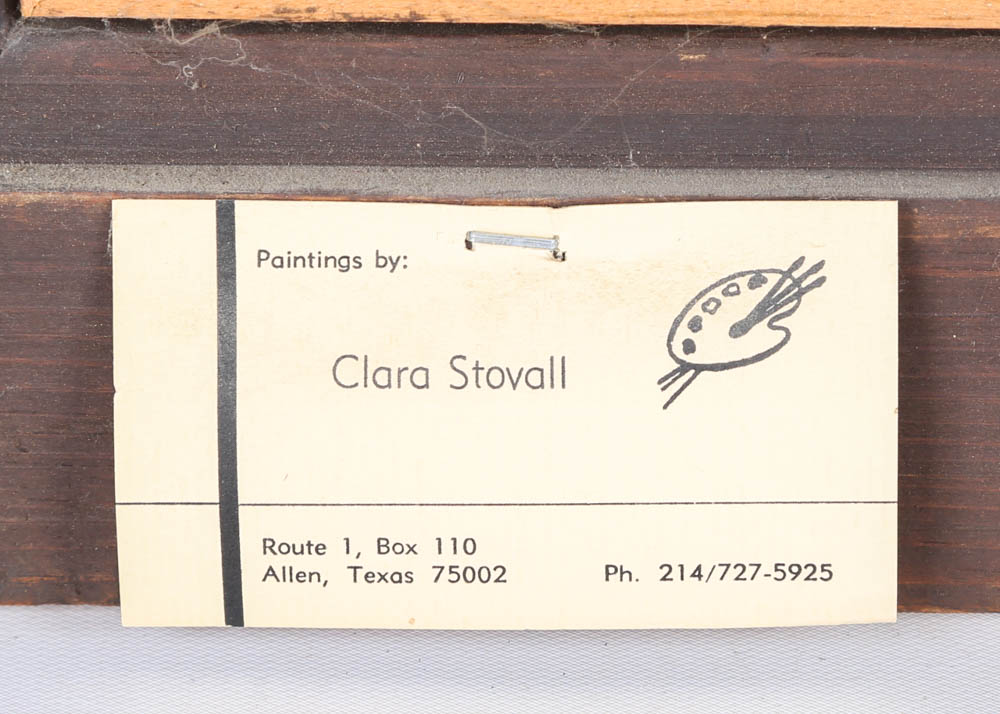 Paintings by:
Clara Stovall
Route 1, Box 110
Allen, Texas 75002
Ph. 214/727-5925